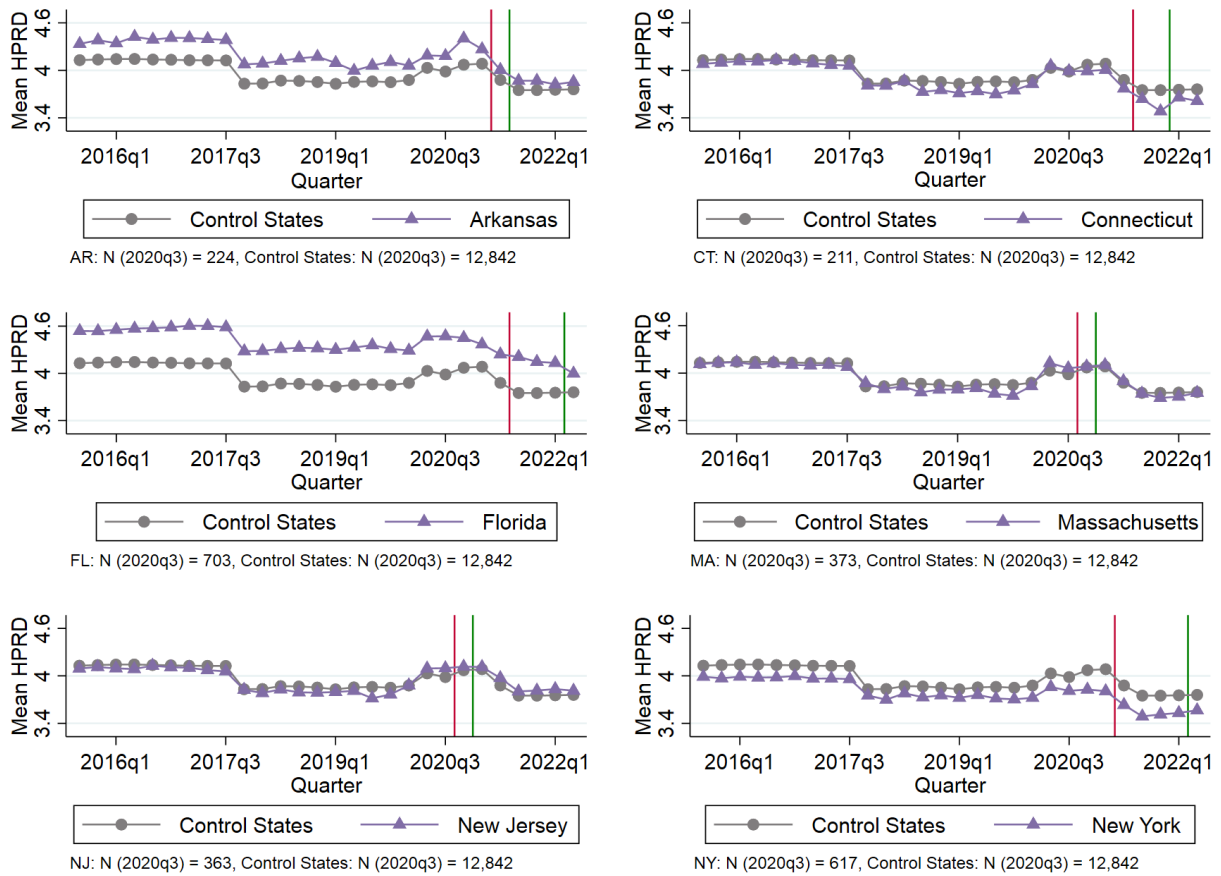 Mean HPRD
4.6
4
3.4
2016q1 2017q3 2019q1 2020q3 2022q1
Quarter
Control States Arkansas
AR: N (2020q3) = 224, Control States: N (2020q3) = 12,842
Mean HPRD
4.6
4
3.4
2016q1 2017q3 2019q1 2020q3 2022q1
Quarter
Control States Connecticut
CT: N (2020q3) = 211, Control States: N (2020q3) = 12,842
Mean HPRD
4.6
4
3.4
2016q1 2017q3 2019q1 2020q3 2022q1
Quarter
Control States Florida
FL: N (2020q3) = 703, Control States: N (2020q3) = 12,842
Mean HPRD
4.6
4
3.4
2016q1 2017q3 2019q1 2020q3 2022q1
Quarter
Control States Massachusetts
MA: N (2020q3) = 373, Control States: N (2020q3) = 12,842
Mean HPRD
4.6
4
3.4
2016q1 2017q3 2019q1 2020q3 2022q1
Quarter
Control States New Jersey
NJ: N (2020q3) = 363, Control States: N (2020q3) = 12,842
Mean HPRD
4.6
4
3.4
2016q1 2017q3 2019q1 2020q3 2022q1
Quarter
Control States New York
NY: N (2020q3) = 617, Control States: N (2020q3) = 12,842